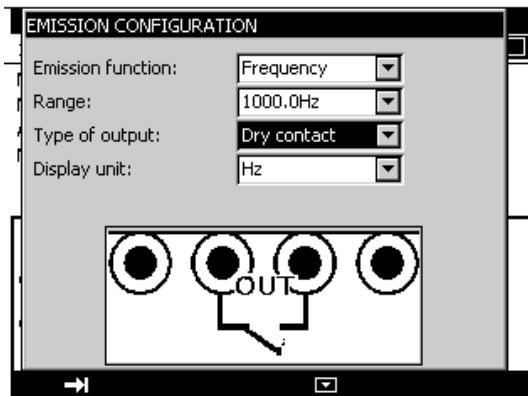 EMISSION CONFIGURATION
Emission function: Frequency
Range: 1000.0Hz
Type of output: Dry contact
Display unit: Hz
OUT